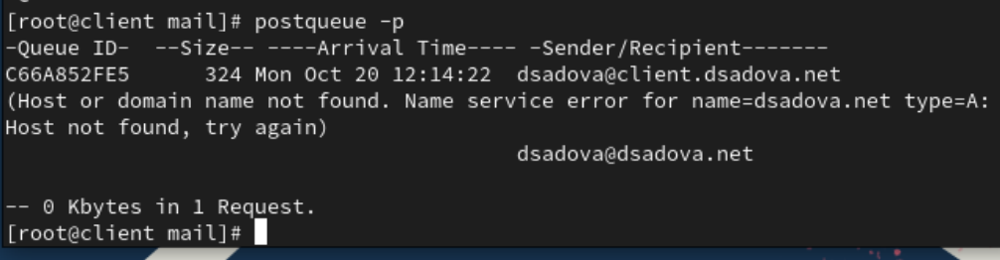 [root@client mail]# postqueue -p
-Queue ID-  --Size-- ----Arrival Time---- -Sender/Recipient-------
C66A852FE5      324 Mon Oct 20 12:14:22  dsadova@client.dsadova.net
(Host or domain name not found. Name service error for name=dsadova.net type=A:
Host not found, try again)
                                         dsadova@dsadova.net
-- 0 Kbytes in 1 Request.
[root@client mail]#